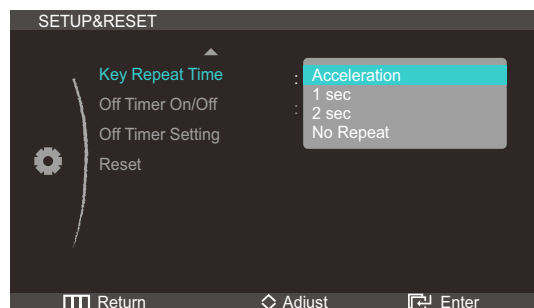 SETUP&RESET
Key Repeat Time : Acceleration
1 sec
Off Timer On/Off : 2 sec
No Repeat
Off Timer Setting
Reset
Return Adjust Enter